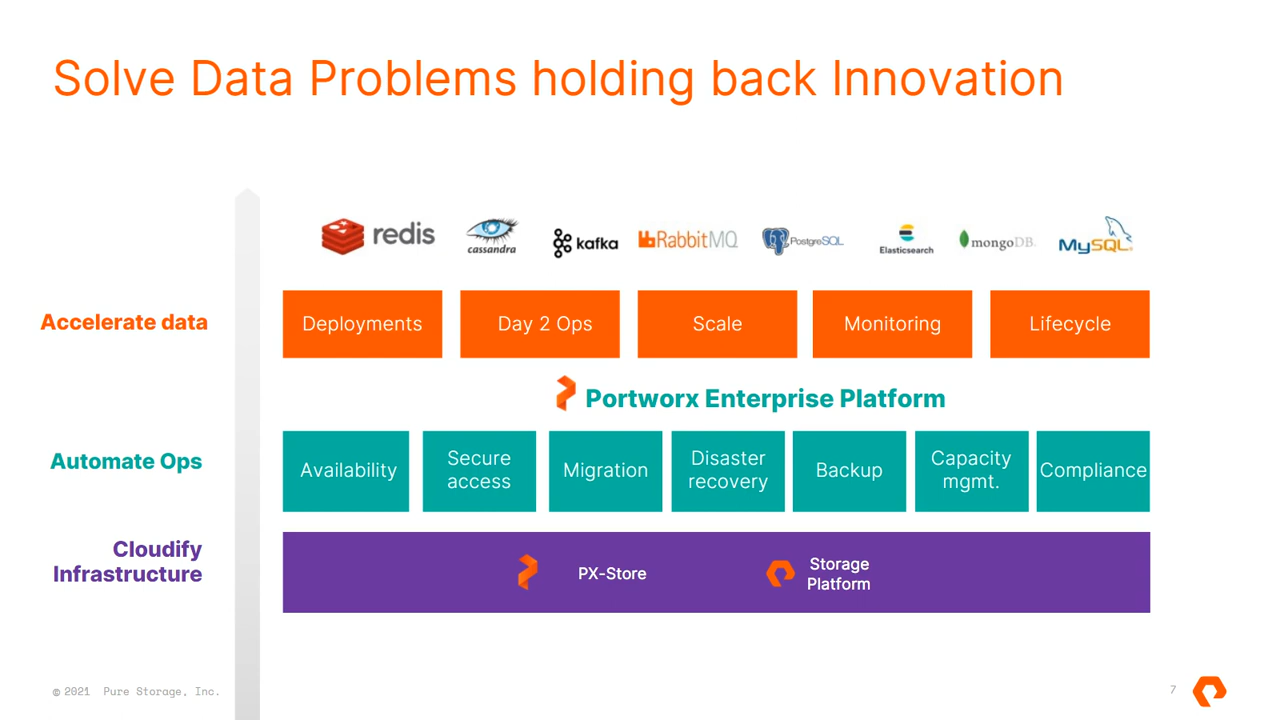 Solve Data Problems holding back Innovation
redis
cassandra
kafka
RabbitMQ
PostgreSQL
Elasticsearch
mongoDB.
MySQL
Accelerate data
Deployments
Day 2 Ops
Scale
Monitoring
Lifecycle
Portworx Enterprise Platform
Automate Ops
Availability
Secure
access
Migration
Disaster
recovery
Backup
Capacity
mgmt.
Compliance
Cloudify
Infrastructure
PX-Store
Storage
Platform
© 2021 Pure Storage, Inc.
7